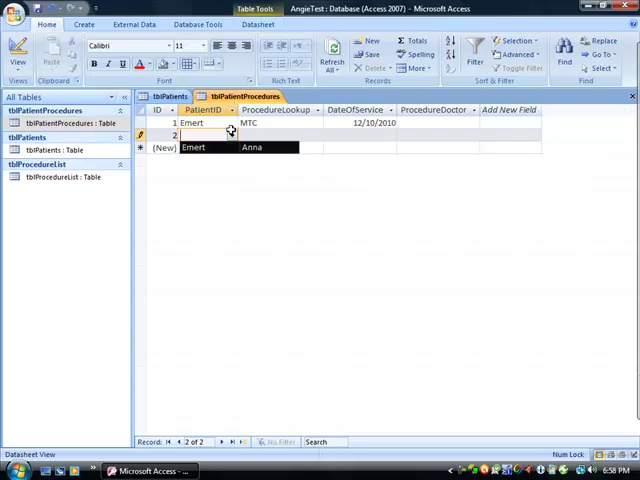 Table Tools
AngieTest : Database (Access 2007) - Microsoft Access
Home
Create
External Data
Database Tools
Datasheet
View
Paste
Views
Clipboard
Calibri
11
B I U
Font
Rich Text
Refresh
All
New
Save
Delete
Totals
Spelling
More
Records
Filter
Selection
Advanced
Toggle Filter
Sort & Filter
Find
Replace
Go To
Select
Find
All Tables
tblPatientProcedures
tblPatientProcedures : Table
tblPatients
tblPatients : Table
tblProcedureList
tblProcedureList : Table
tblPatients
tblPatientProcedures
ID PatientID ProcedureLookup DateOfService ProcedureDoctor Add New Field
1 Emert MTC 12/10/2010
2
(New) Emert Anna
Record: 2 of 2 No Filter Search
Datasheet View
Num Lock
Microsoft Access - ...
6:58 PM